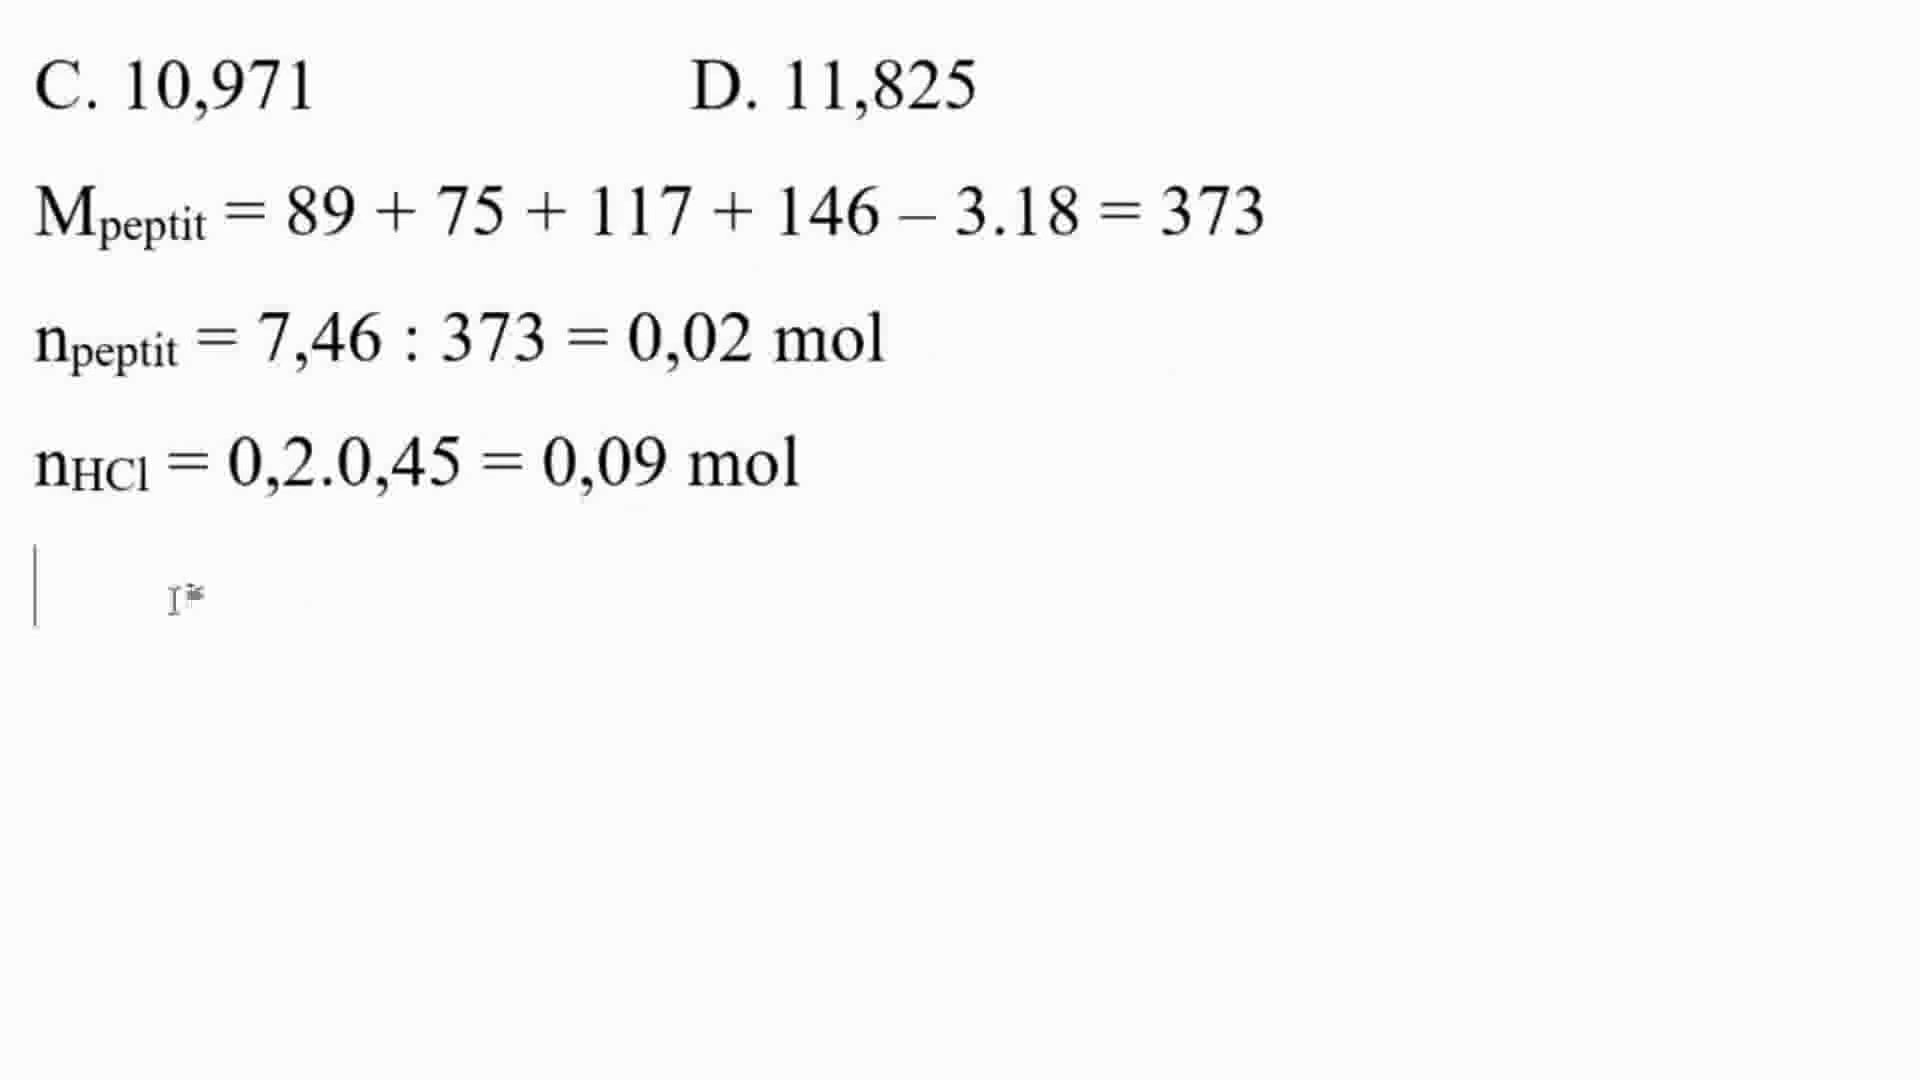 C. 10,971 D. 11,825
Mpeptit = 89 + 75 + 117 + 146 – 3.18 = 373
npeptit = 7,46 : 373 = 0,02 mol
nHCl = 0,2.0,45 = 0,09 mol